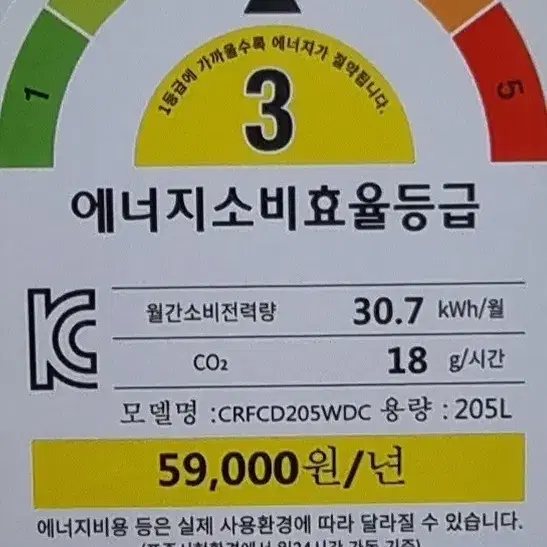 1등급에 가까울수록 에너지가 절약됩니다.
1
3
5
에너지소비효율등급
월간소비전력량 30.7 kWh/월
CO₂ 18 g/시간
모델명 :CRFCD205WDC 용량 : 205L
59,000원/년
에너지비용 등은 실제 사용환경에 따라 달라질 수 있습니다.